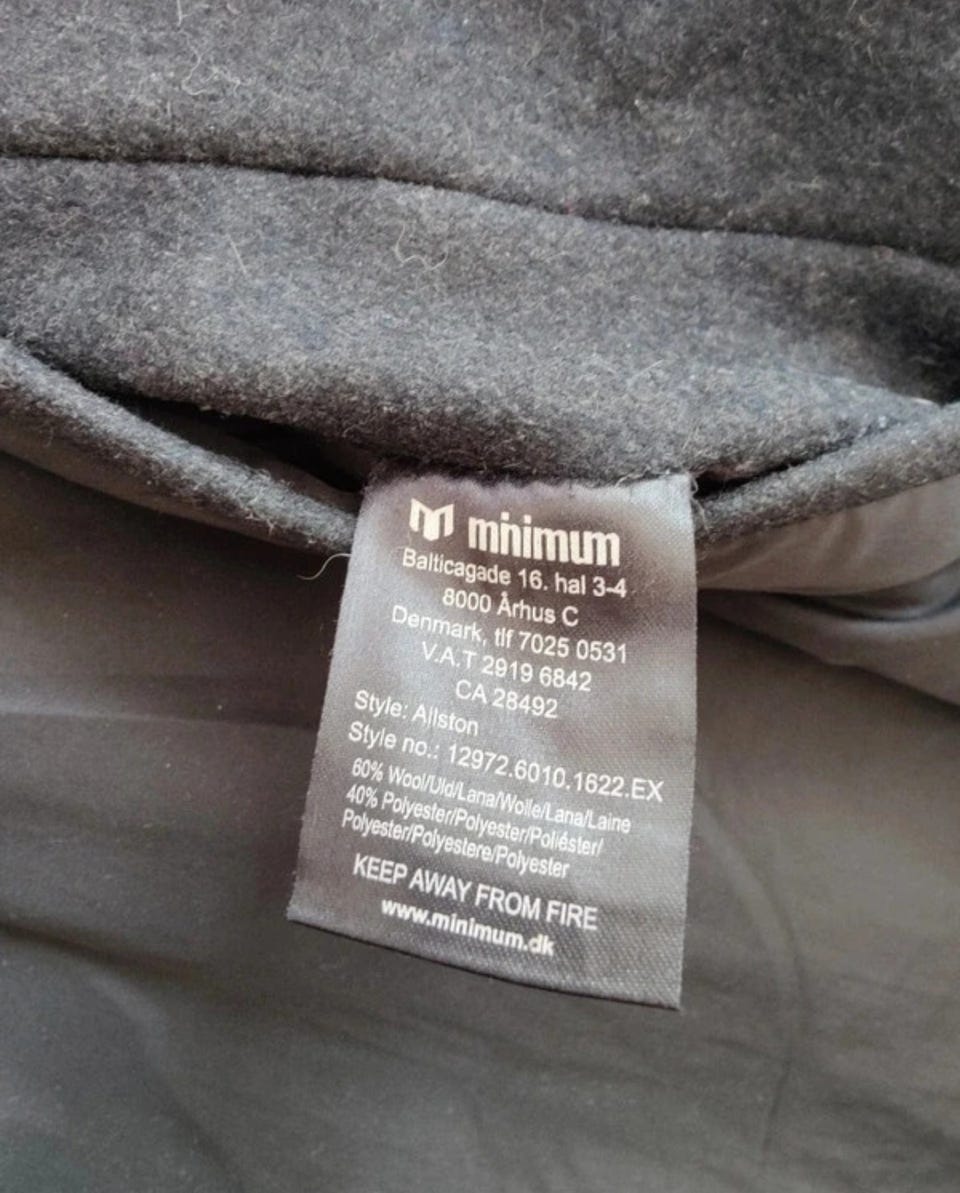 minimum
Balticagade 16. hal 3-4
8000 Århus C
Denmark, tlf 7025 0531
V.A.T 2919 6842
CA 28492
Style: Allston
Style no.: 12972.6010.1622.EX
60% Wool/Uld/Lana/Wolle/Lana/Laine
40% Polyester/Polyester/Poliéster/
Polyester/Polyestere/Polyester
KEEP AWAY FROM FIRE
www.minimum.dk